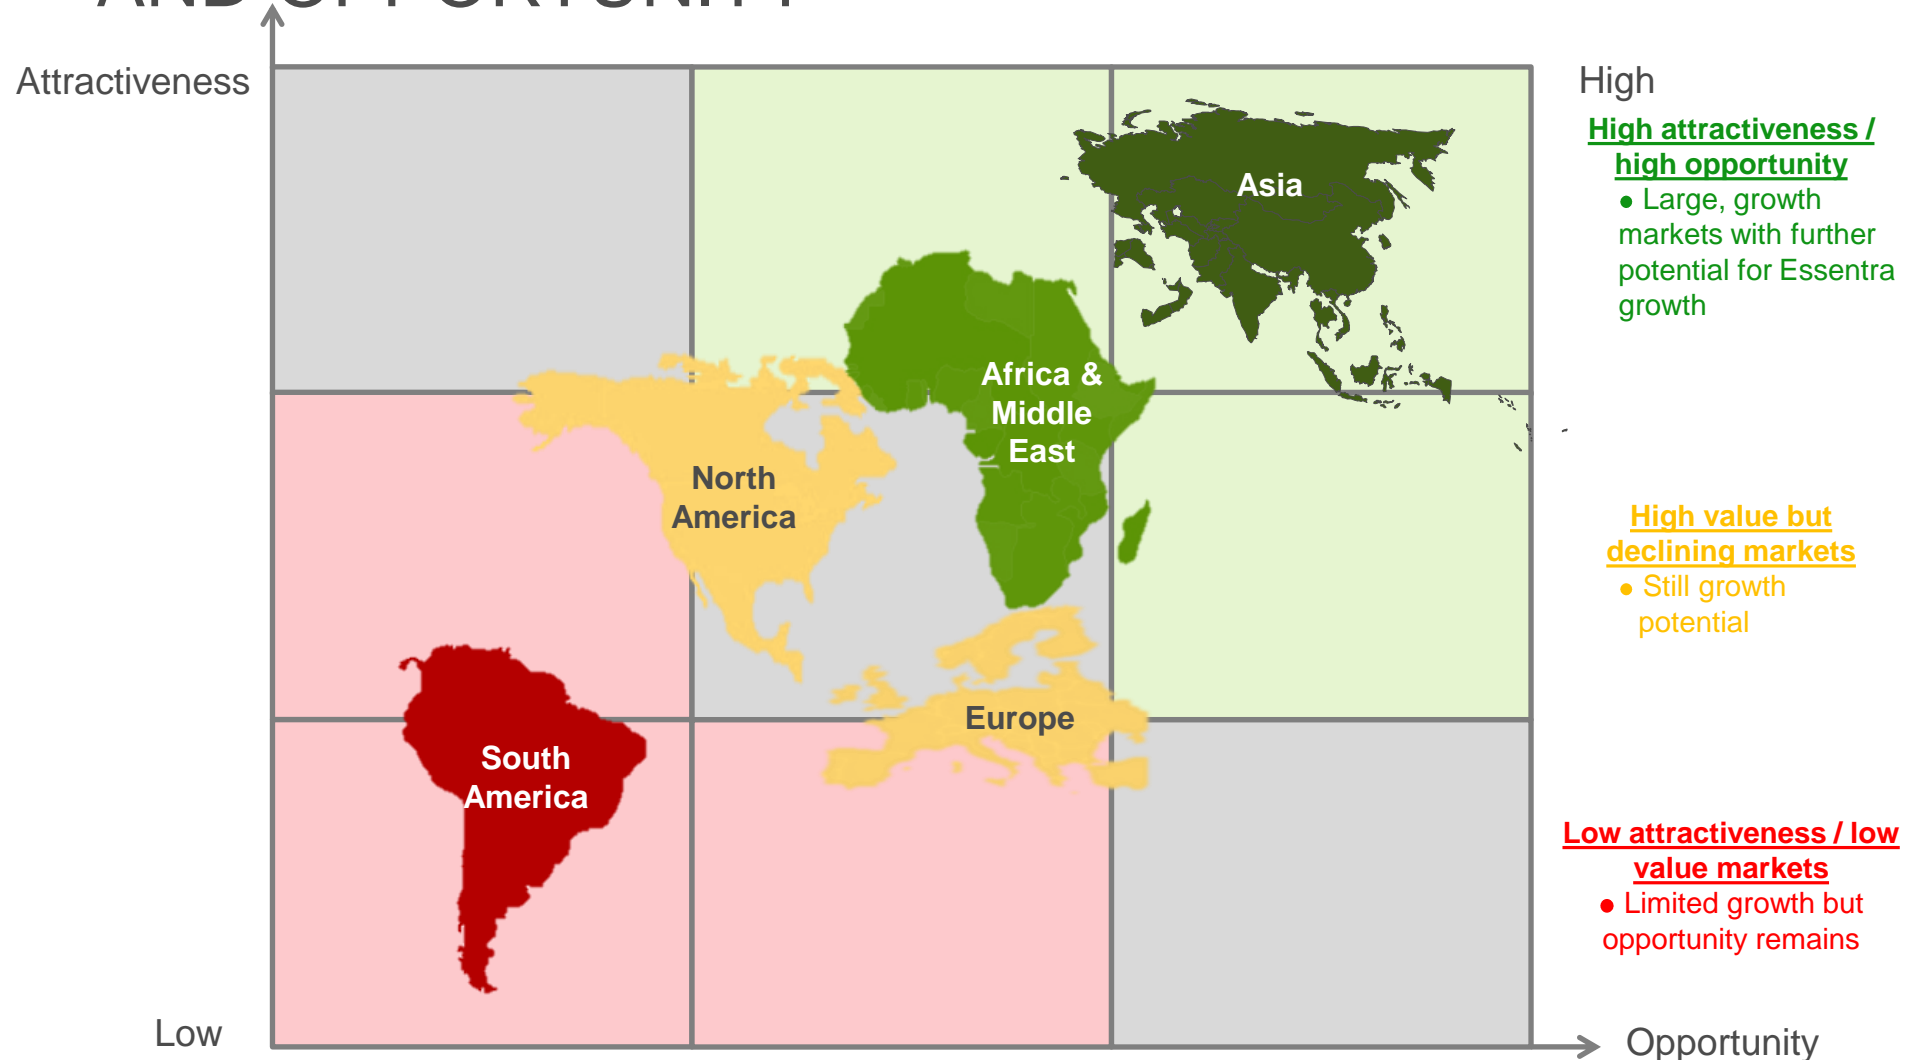 AND OPPORTUNITY
Attractiveness
High
High attractiveness /
high opportunity
• Large, growth
markets with further
potential for Essentra
growth
Asia
Africa &
Middle
East
North
America
High value but
declining markets
• Still growth
potential
Europe
South
America
Low attractiveness / low
value markets
• Limited growth but
opportunity remains
Low
Opportunity